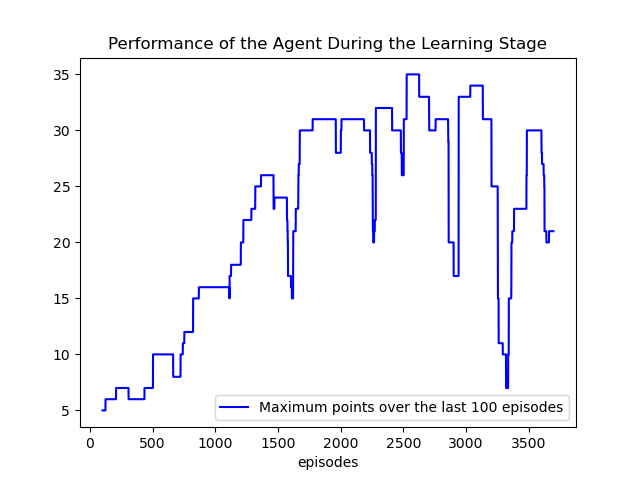 Performance of the Agent During the Learning Stage
35
30
25
20
15
10
5
Maximum points over the last 100 episodes
0 500 1000 1500 2000 2500 3000 3500
episodes